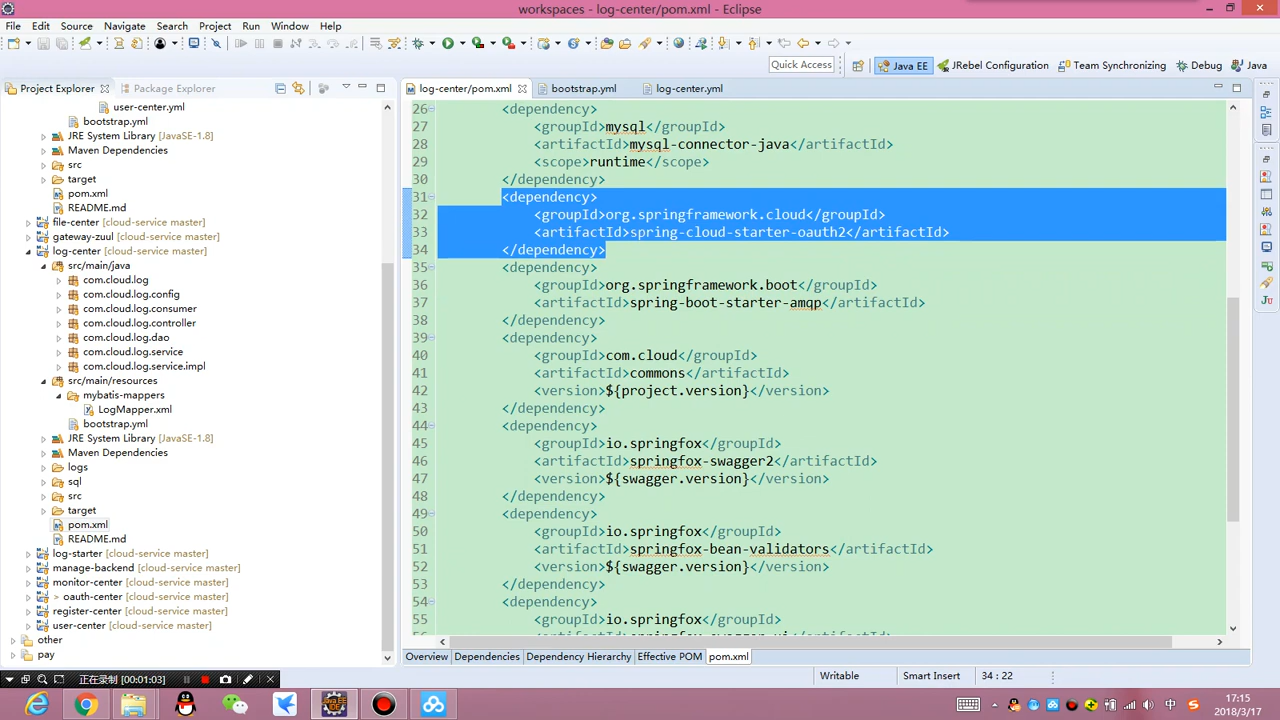 workspaces - log-center/pom.xml - Eclipse
File Edit Source Navigate Search Project Run Window Help
Quick Access
Java EE
JRebel Configuration
Team Synchronizing
Debug
Java
Project Explorer
Package Explorer
user-center.yml
bootstrap.yml
JRE System Library [JavaSE-1.8]
Maven Dependencies
src
target
pom.xml
README.md
file-center [cloud-service master]
gateway-zuul [cloud-service master]
log-center [cloud-service master]
src/main/java
com.cloud.log
com.cloud.log.config
com.cloud.log.consumer
com.cloud.log.controller
com.cloud.log.dao
com.cloud.log.service
com.cloud.log.service.impl
src/main/resources
mybatis-mappers
LogMapper.xml
bootstrap.yml
JRE System Library [JavaSE-1.8]
Maven Dependencies
logs
sql
src
target
pom.xml
README.md
log-starter [cloud-service master]
manage-backend [cloud-service master]
monitor-center [cloud-service master]
> oauth-center [cloud-service master]
register-center [cloud-service master]
user-center [cloud-service master]
other
pay
log-center/pom.xml
bootstrap.yml
log-center.yml
26 <dependency>
27 <groupId>mysql</groupId>
28 <artifactId>mysql-connector-java</artifactId>
29 <scope>runtime</scope>
30 </dependency>
31 <dependency>
32 <groupId>org.springframework.cloud</groupId>
33 <artifactId>spring-cloud-starter-oauth2</artifactId>
34 </dependency>
35 <dependency>
36 <groupId>org.springframework.boot</groupId>
37 <artifactId>spring-boot-starter-amqp</artifactId>
38 </dependency>
39 <dependency>
40 <groupId>com.cloud</groupId>
41 <artifactId>commons</artifactId>
42 <version>${project.version}</version>
43 </dependency>
44 <dependency>
45 <groupId>io.springfox</groupId>
46 <artifactId>springfox-swagger2</artifactId>
47 <version>${swagger.version}</version>
48 </dependency>
49 <dependency>
50 <groupId>io.springfox</groupId>
51 <artifactId>springfox-bean-validators</artifactId>
52 <version>${swagger.version}</version>
53 </dependency>
54 <dependency>
55 <groupId>io.springfox</groupId>
Overview Dependencies Dependency Hierarchy Effective POM pom.xml
Writable
Smart Insert
34 : 22
正在录制 [00:01:03]
中
17:15
2018/3/17